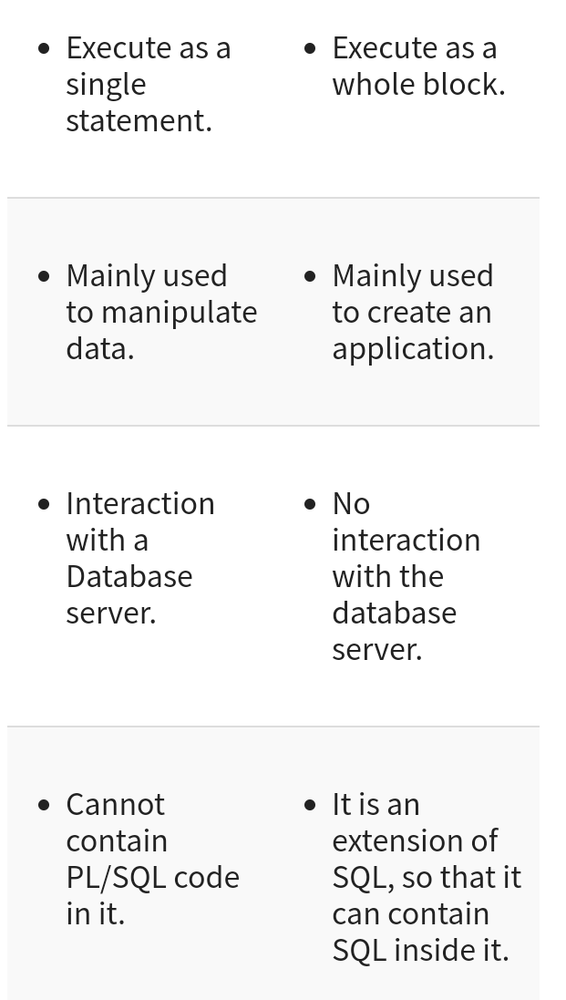 • Execute as a
single
statement.
• Execute as a
whole block.
• Mainly used
to manipulate
data.
• Mainly used
to create an
application.
• Interaction
with a
Database
server.
• No
interaction
with the
database
server.
• Cannot
contain
PL/SQL code
in it.
• It is an
extension of
SQL, so that it
can contain
SQL inside it.